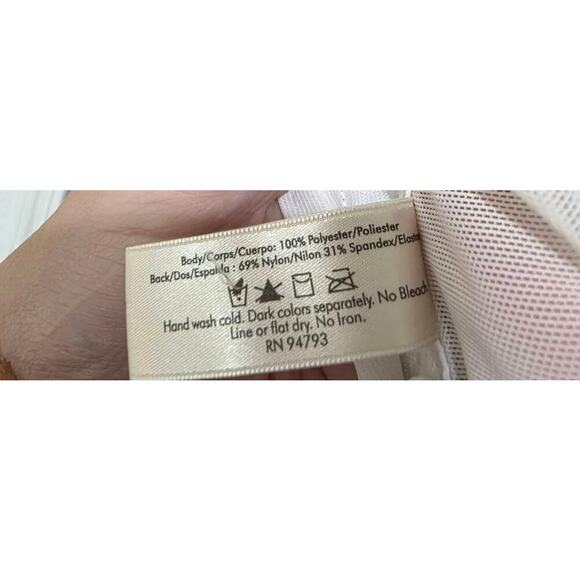 Body/Corps/Cuerpo: 100% Polyester/Poliester
Back/Dos/Espalda : 69% Nylon/Nilon 31% Spandex/Elastan
Hand wash cold. Dark colors separately. No Bleach
Line or flat dry. No Iron.
RN 94793